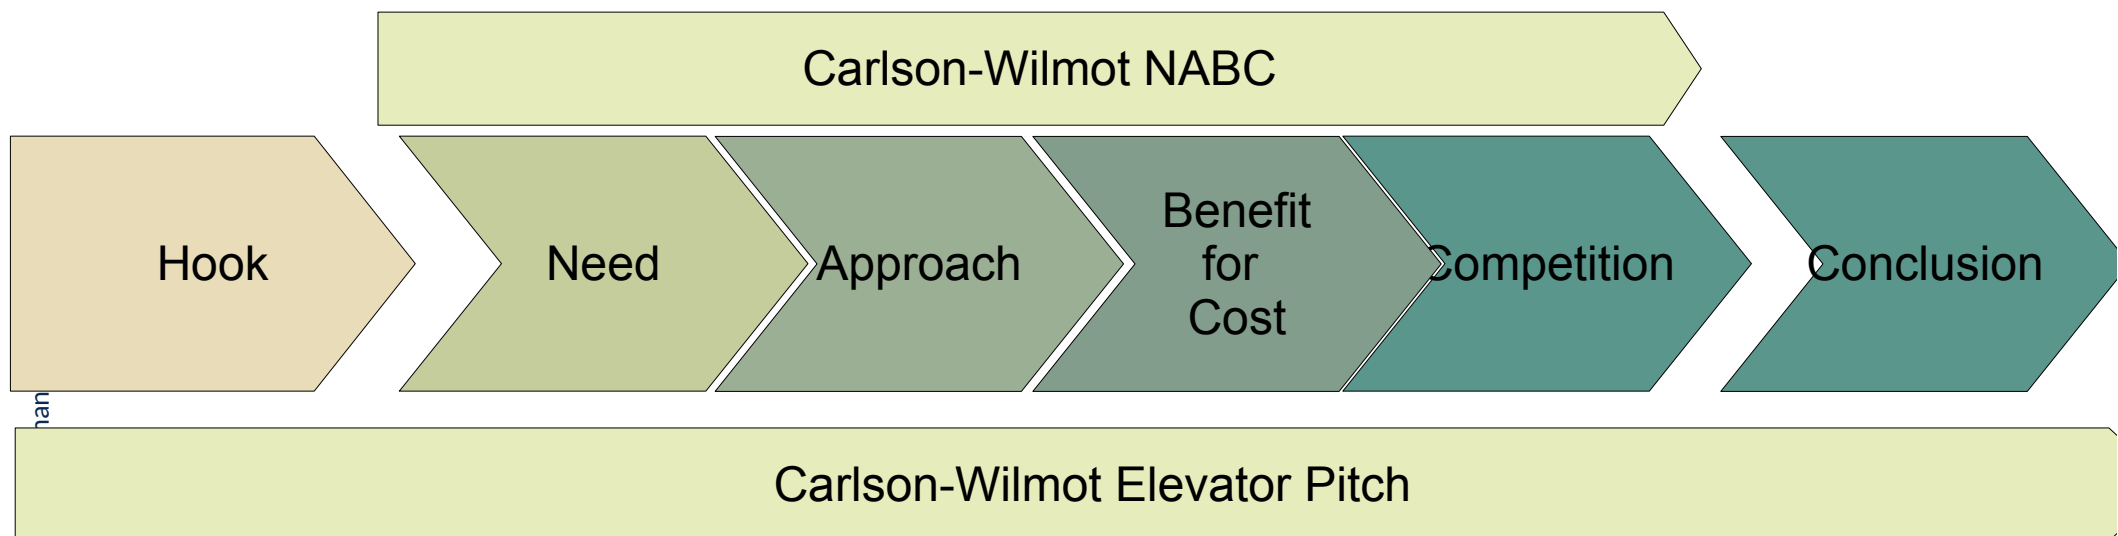 Carlson-Wilmot NABC
Hook
Need
Approach
Benefit
for
Cost
Competition
Conclusion
Carlson-Wilmot Elevator Pitch